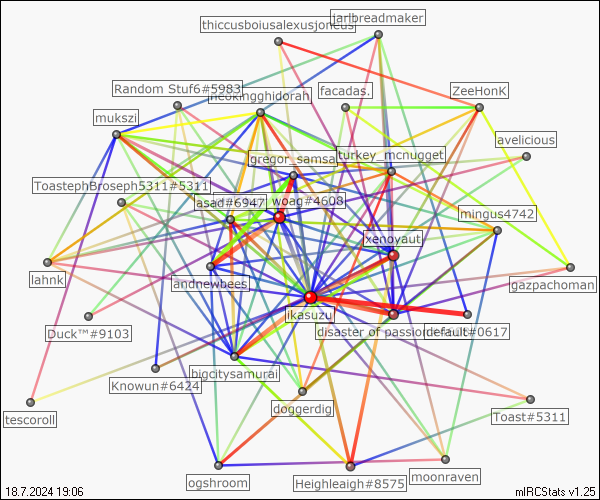 thiccusboiusalexusjoneus
jarlbreadmaker
Random Stuf6#5983
facadas.
ZeeHonK
mukszi
avelicious
gregor_samsa
turkey_mcnugget
ToastephBroseph5311#5311
asad#6947
woag#4608
mingus4742
xenovaut
lahnk
andnewbees
gazpachoman
ikasuzu
Duck™#9103
disaster of passion
default#0617
bigcitysamurai
Knowun#6424
doggerdig
tescoroll
Toast#5311
ogshroom
Heighleaigh#8575
moonraven
18.7.2024 19:06
mIRCStats v1.25